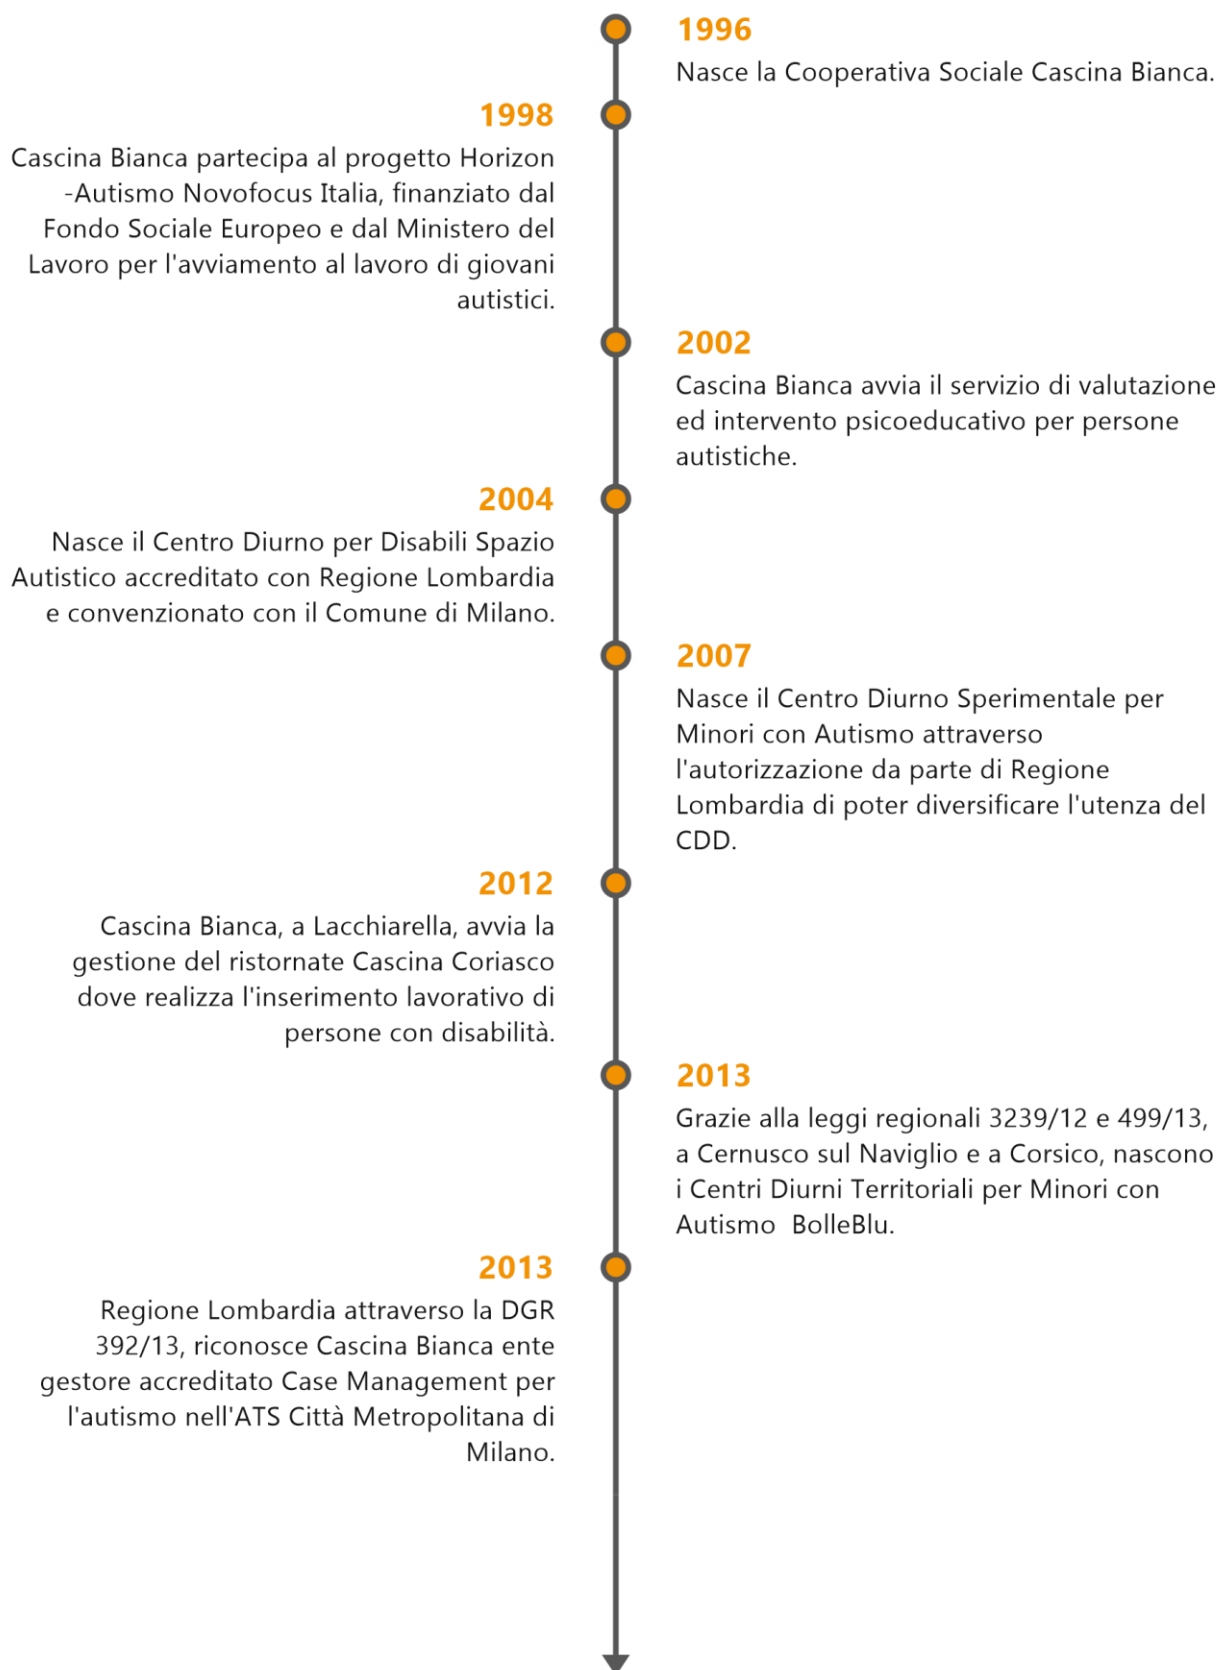 1996
Nasce la Cooperativa Sociale Cascina Bianca.
1998
Cascina Bianca partecipa al progetto Horizon
-Autismo Novofocus Italia, finanziato dal
Fondo Sociale Europeo e dal Ministero del
Lavoro per l'avviamento al lavoro di giovani
autistici.
2002
Cascina Bianca avvia il servizio di valutazione
ed intervento psicoeducativo per persone
autistiche.
2004
Nasce il Centro Diurno per Disabili Spazio
Autistico accreditato con Regione Lombardia
e convenzionato con il Comune di Milano.
2007
Nasce il Centro Diurno Sperimentale per
Minori con Autismo attraverso
l'autorizzazione da parte di Regione
Lombardia di poter diversificare l'utenza del
CDD.
2012
Cascina Bianca, a Lacchiarella, avvia la
gestione del ristornate Cascina Coriasco
dove realizza l'inserimento lavorativo di
persone con disabilità.
2013
Grazie alla leggi regionali 3239/12 e 499/13,
a Cernusco sul Naviglio e a Corsico, nascono
i Centri Diurni Territoriali per Minori con
Autismo  BolleBlu.
2013
Regione Lombardia attraverso la DGR
392/13, riconosce Cascina Bianca ente
gestore accreditato Case Management per
l'autismo nell'ATS Città Metropolitana di
Milano.